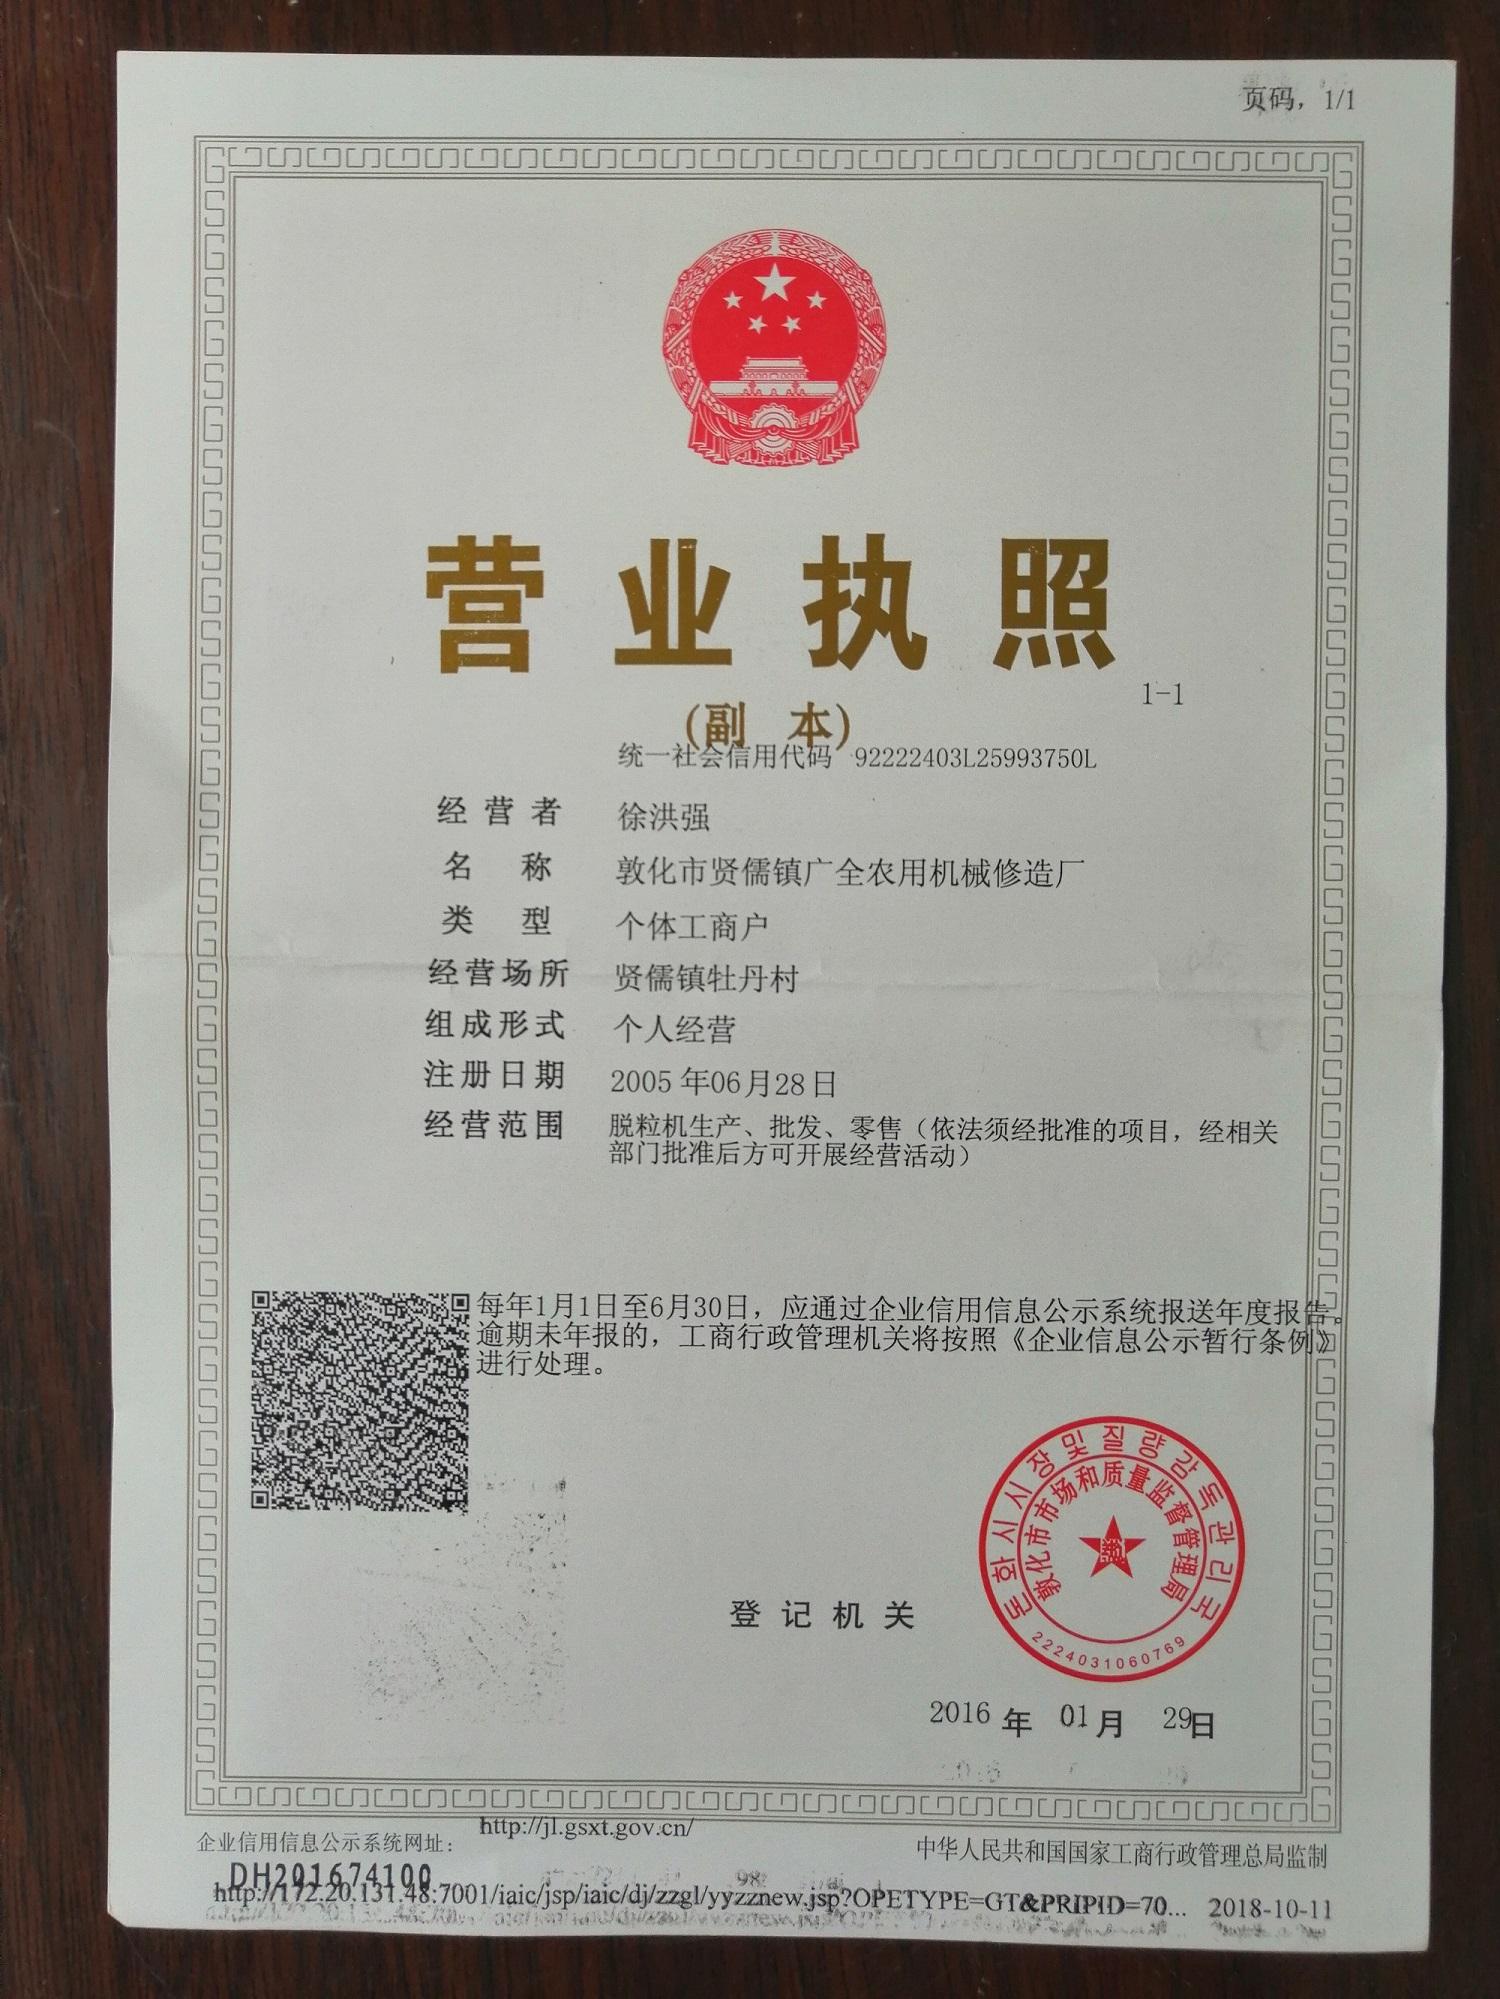 页码，1/1
营业执照
1-1
(副 本)
统一社会信用代码 92222403L25993750L
经营者 徐洪强
名称 敦化市贤儒镇广全农用机械修造厂
类型 个体工商户
经营场所 贤儒镇牡丹村
组成形式 个人经营
注册日期 2005年06月28日
经营范围 脱粒机生产、批发、零售（依法须经批准的项目，经相关
部门批准后方可开展经营活动）
每年1月1日至6月30日，应通过企业信用信息公示系统报送年度报告。
逾期未年报的，工商行政管理机关将按照《企业信息公示暂行条例》
进行处理。
돈화시시장및질량감독관리국
敦化市市场和质量监督管理局
2224031060769
登记机关
2016年01月29日
企业信用信息公示系统网址：
http://jl.gsxt.gov.cn/
中华人民共和国国家工商行政管理总局监制
DH201674100
http://172.20.131.48:7001/iaic/jsp/iaic/dj/zzgl/yyzznew.jsp?OPETYPE=GT&PRIPID=70... 2018-10-11